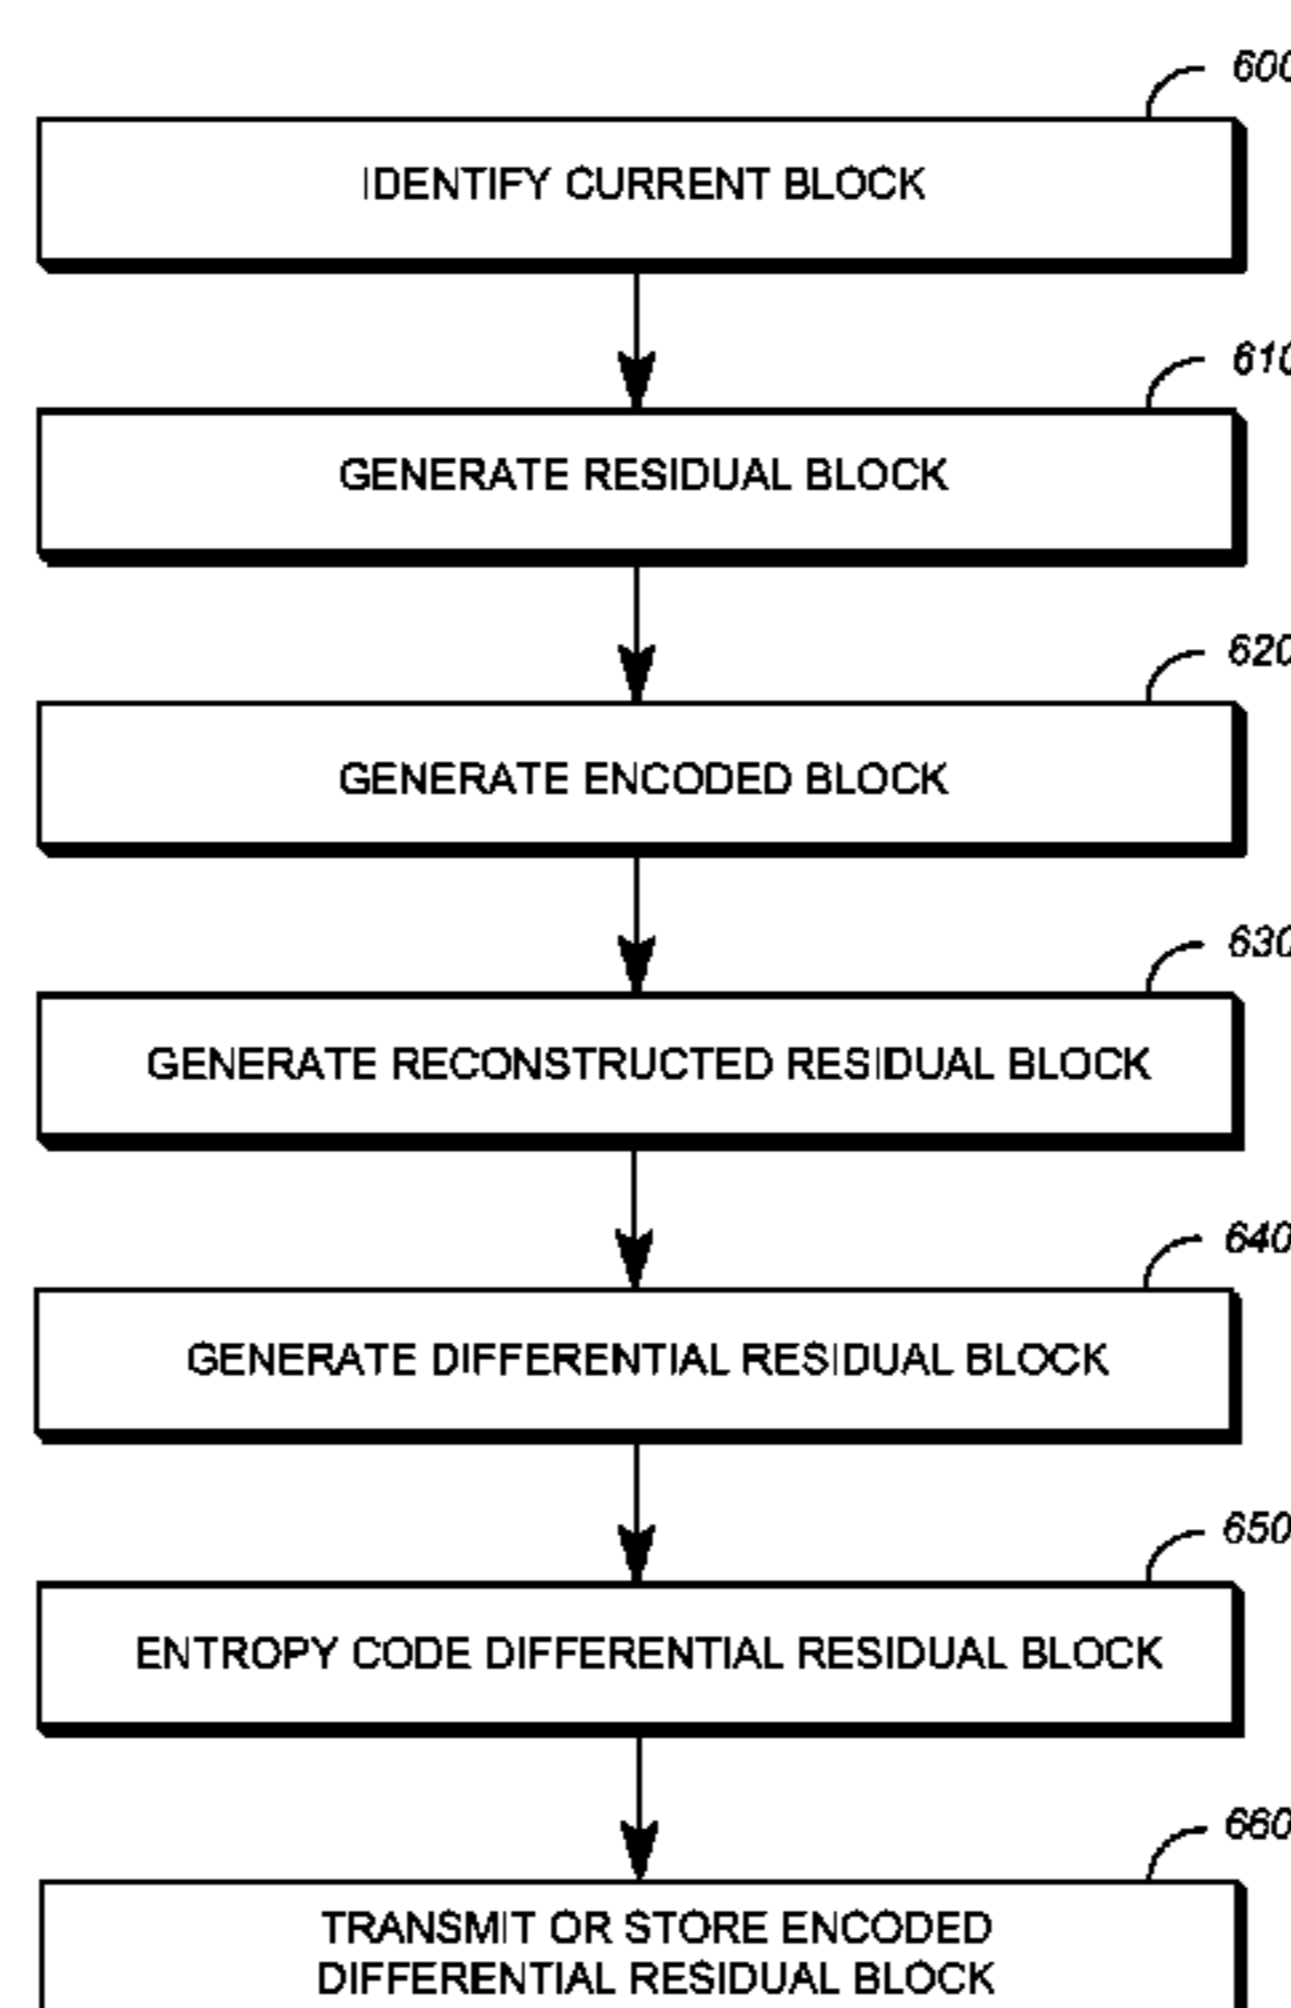 600
IDENTIFY CURRENT BLOCK
610
GENERATE RESIDUAL BLOCK
620
GENERATE ENCODED BLOCK
630
GENERATE RECONSTRUCTED RESIDUAL BLOCK
640
GENERATE DIFFERENTIAL RESIDUAL BLOCK
650
ENTROPY CODE DIFFERENTIAL RESIDUAL BLOCK
660
TRANSMIT OR STORE ENCODED
DIFFERENTIAL RESIDUAL BLOCK